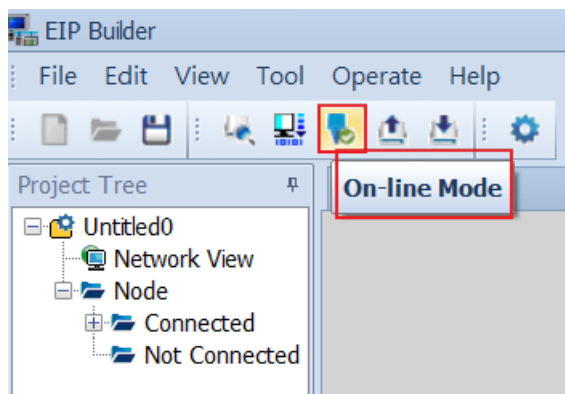 EIP Builder
File Edit View Tool Operate Help
Project Tree
On-line Mode
Untitled0
Network View
Node
Connected
Not Connected